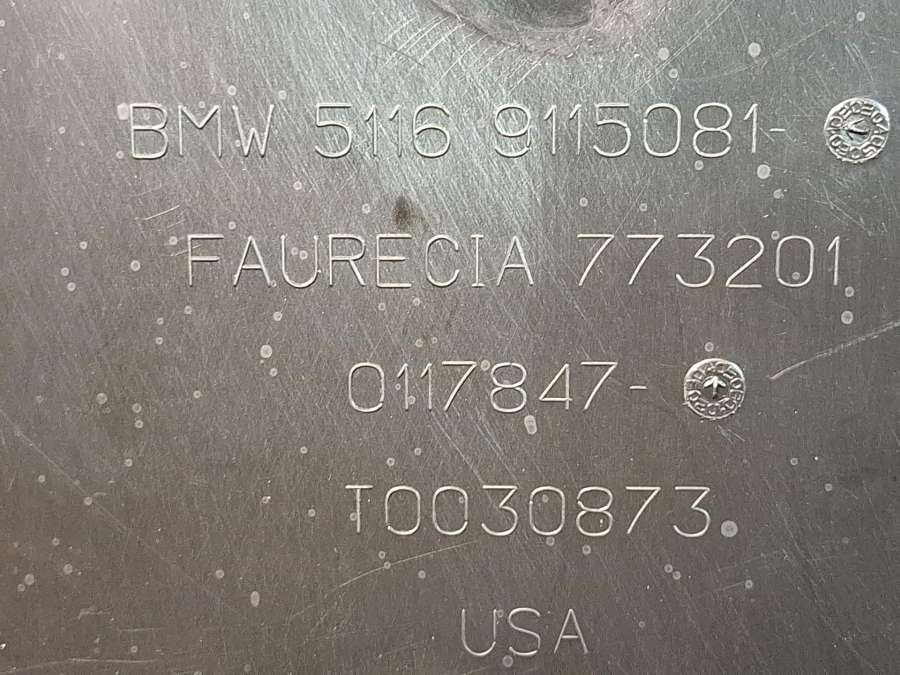 BMW 5116 9115081-
FAURECIA 773201
0117847-
T0030873
USA